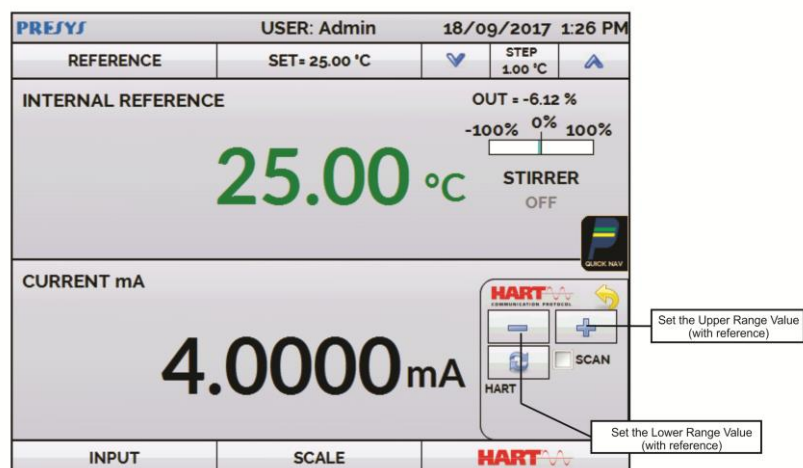 PRESYS USER: Admin 18/09/2017 1:26 PM
REFERENCE SET= 25.00 °C STEP
1.00 °C
INTERNAL REFERENCE OUT = -6.12 %
-100% 0% 100%
25.00 °C
STIRRER
OFF
QUICK NAV
CURRENT mA
HART
COMMUNICATION PROTOCOL
4.0000 mA
SCAN
HART
Set the Upper Range Value
(with reference)
Set the Lower Range Value
(with reference)
INPUT SCALE HART